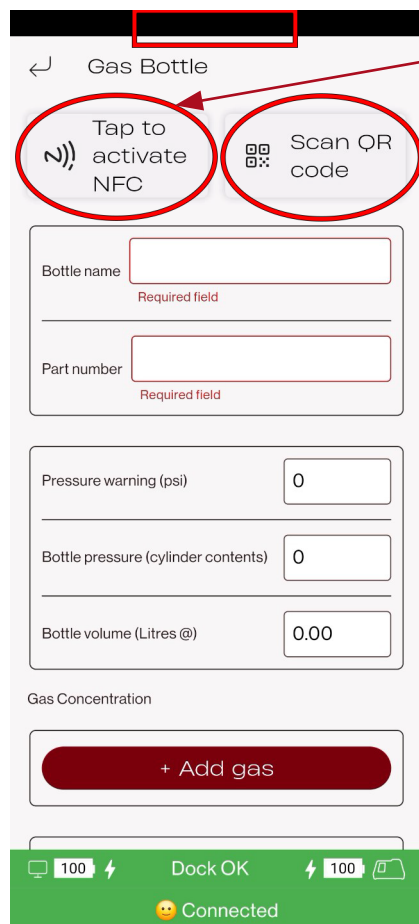 Gas Bottle
Tap to
activate
NFC
Scan QR
code
Bottle name
Required field
Part number
Required field
Pressure warning (psi)
0
Bottle pressure (cylinder contents)
0
Bottle volume (Litres @)
0.00
Gas Concentration
+ Add gas
100
Dock OK
100
Connected